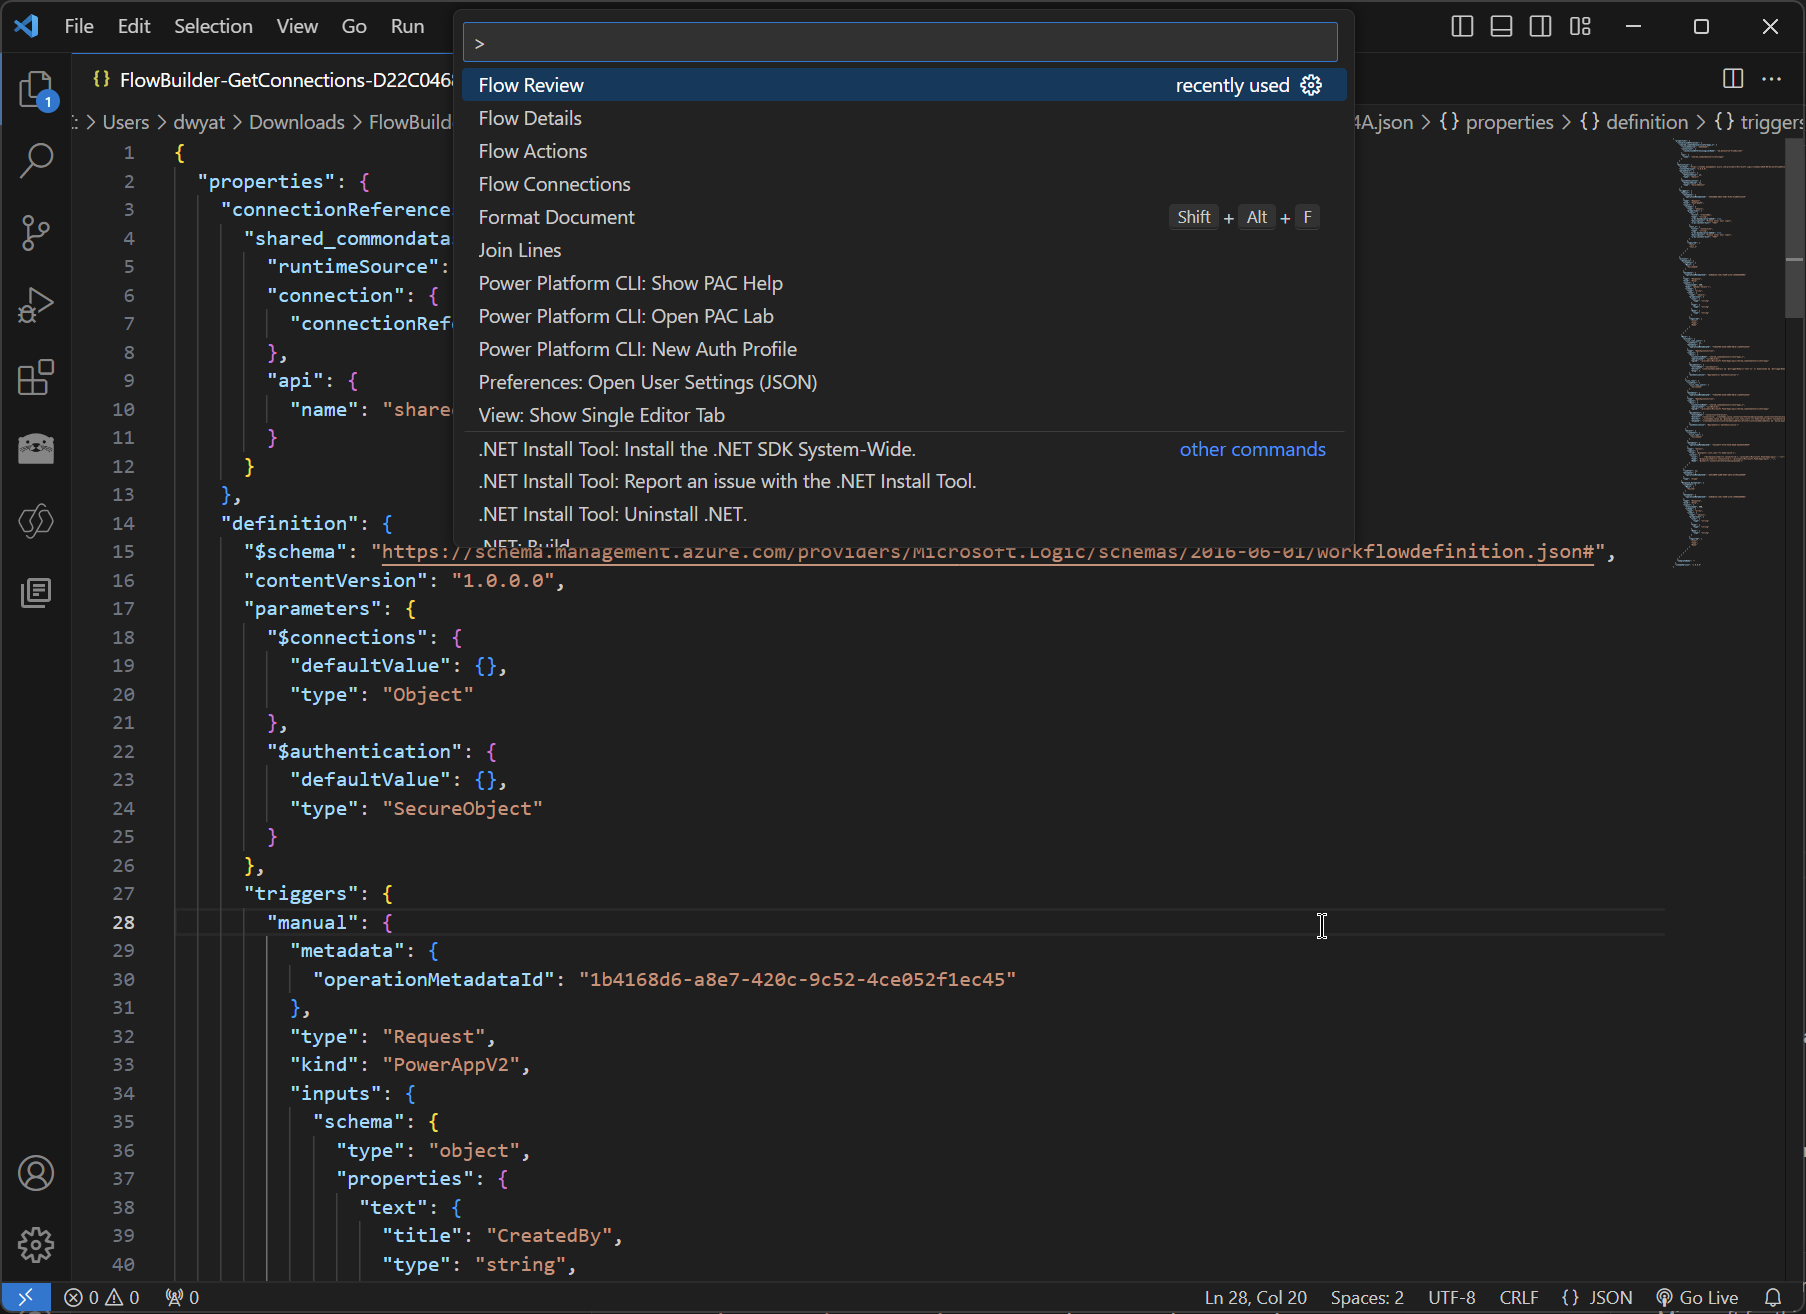 File Edit Selection View Go Run
>
FlowBuilder-GetConnections-D22C046
Flow Review recently used
Flow Details
Flow Actions
Flow Connections
Format Document Shift + Alt + F
Join Lines
Power Platform CLI: Show PAC Help
Power Platform CLI: Open PAC Lab
Power Platform CLI: New Auth Profile
Preferences: Open User Settings (JSON)
View: Show Single Editor Tab
.NET Install Tool: Install the .NET SDK System-Wide. other commands
.NET Install Tool: Report an issue with the .NET Install Tool.
.NET Install Tool: Uninstall .NET.
.NET: Build
1
: > Users > dwyat > Downloads > FlowBuild 4A.json > {} properties > {} definition > {} triggers
1 {
2 "properties": {
3 "connectionReference
4 "shared_commondata
5 "runtimeSource":
6 "connection": {
7 "connectionRef
8 },
9 "api": {
10 "name": "share
11 }
12 }
13 },
14 "definition": {
15 "$schema": "https://schema.management.azure.com/providers/Microsoft.Logic/schemas/2016-06-01/workflowdefinition.json#",
16 "contentVersion": "1.0.0.0",
17 "parameters": {
18 "$connections": {
19 "defaultValue": {},
20 "type": "Object"
21 },
22 "$authentication": {
23 "defaultValue": {},
24 "type": "SecureObject"
25 }
26 },
27 "triggers": {
28 "manual": {
29 "metadata": {
30 "operationMetadataId": "1b4168d6-a8e7-420c-9c52-4ce052f1ec45"
31 },
32 "type": "Request",
33 "kind": "PowerAppV2",
34 "inputs": {
35 "schema": {
36 "type": "object",
37 "properties": {
38 "text": {
39 "title": "CreatedBy",
40 "type": "string",
0 0 0 Ln 28, Col 20 Spaces: 2 UTF-8 CRLF {} JSON Go Live